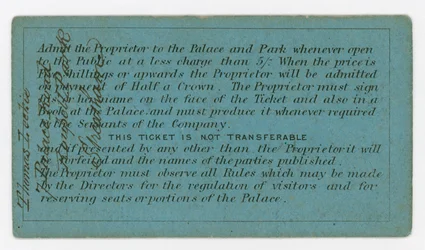 Admit the Proprietor to the Palace and Park whenever open
to the Public at a less charge than 5/- When the price is
Five Shillings or upwards the Proprietor will be admitted
on payment of Half a Crown. The Proprietor must sign
his or her name on the face of the Ticket and also in a
Book at the Palace and must produce it whenever required
by the Servants of the Company.
THIS TICKET IS NOT TRANSFERABLE
and if presented by any other than the Proprietor it will
be forfeited and the names of the parties published.
The Proprietor must observe all Rules which may be made
by the Directors for the regulation of visitors and for
reserving seats or portions of the Palace.
Thomas